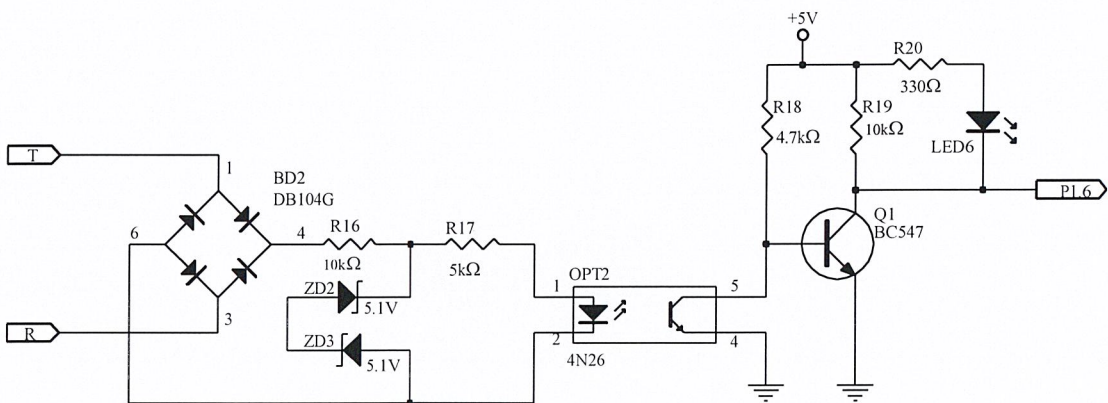 +5V
R20
330Ω
R18
4.7kΩ
R19
10kΩ
LED6
T
1
BD2
DB104G
P1.6
Q1
BC547
6
4
R16
10kΩ
R17
5kΩ
ZD2
5.1V
OPT2
1
5
R
3
ZD3
5.1V
2
4
4N26